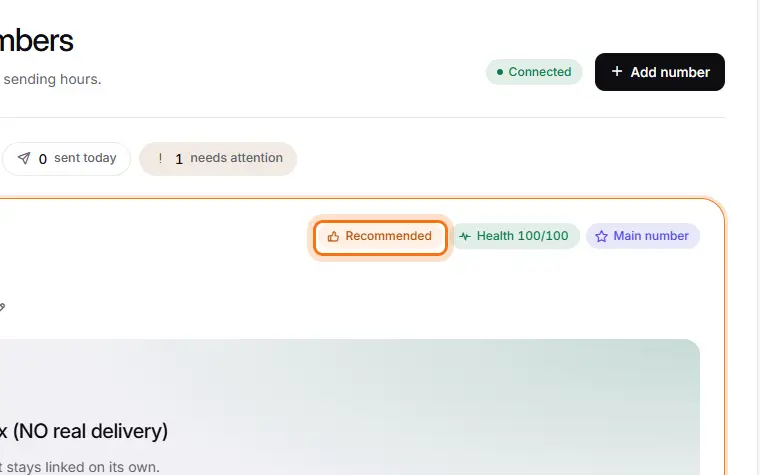 mbers
sending hours.
Connected
+ Add number
0 sent today
! 1 needs attention
Recommended
Health 100/100
Main number
x (NO real delivery)
t stays linked on its own.